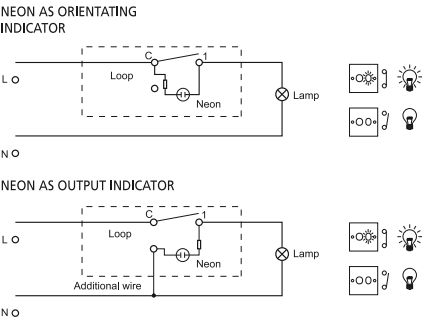 NEON AS ORIENTATING
INDICATOR
C 1
Loop
L
Neon
Lamp
N
NEON AS OUTPUT INDICATOR
C 1
Loop
L
Neon
Lamp
Additional wire
N